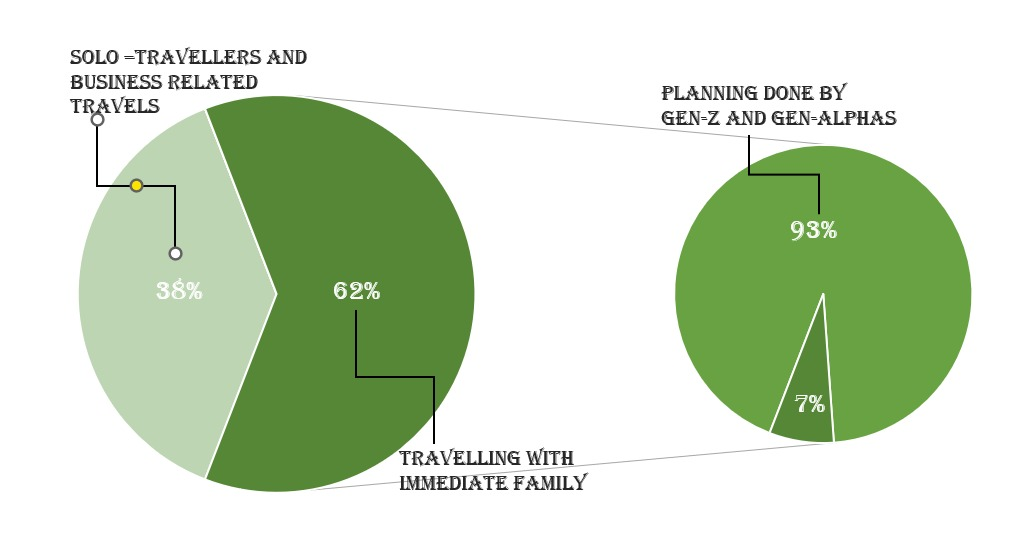 SOLO =TRAVELLERS AND
BUSINESS RELATED
TRAVELS
38%
62%
TRAVELLING WITH
IMMEDIATE FAMILY
PLANNING DONE BY
GEN-Z AND GEN-ALPHAS
93%
7%